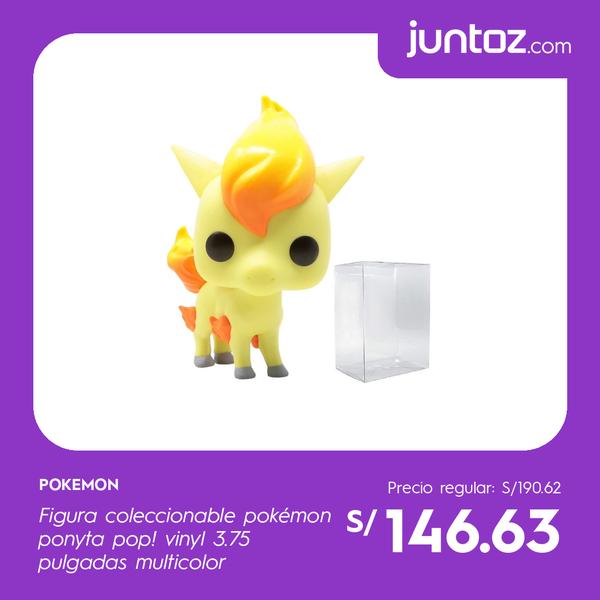 juntoz.com
POKEMON
Figura coleccionable pokémon
ponyta pop! vinyl 3.75
pulgadas multicolor
Precio regular: S/190.62
S/146.63